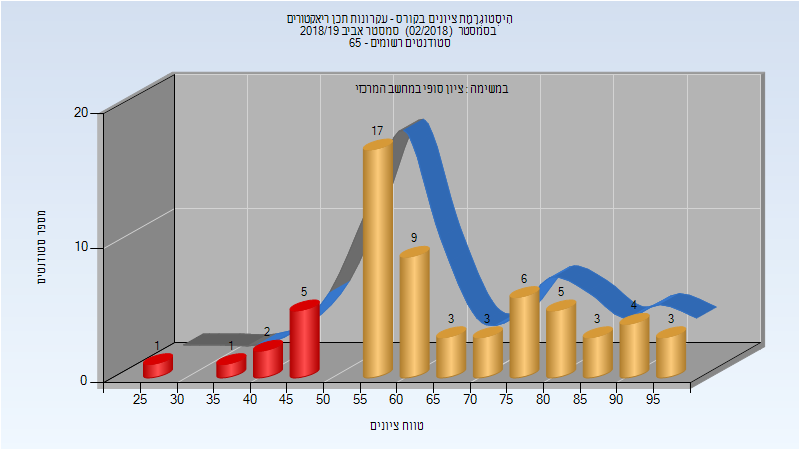 היסטוגרמת ציונים בקורס - עקרונות תכן ריאקטורים
בסמסטר (02/2018) סמסטר אביב 2018/19
סטודנטים רשומים - 65
במשימה : ציון סופי במחשב המרכזי
מספר סטודנטים
20
10
0
1
1
2
5
17
9
3
3
6
5
3
4
3
25 30 35 40 45 50 55 60 65 70 75 80 85 90 95
טווח ציונים